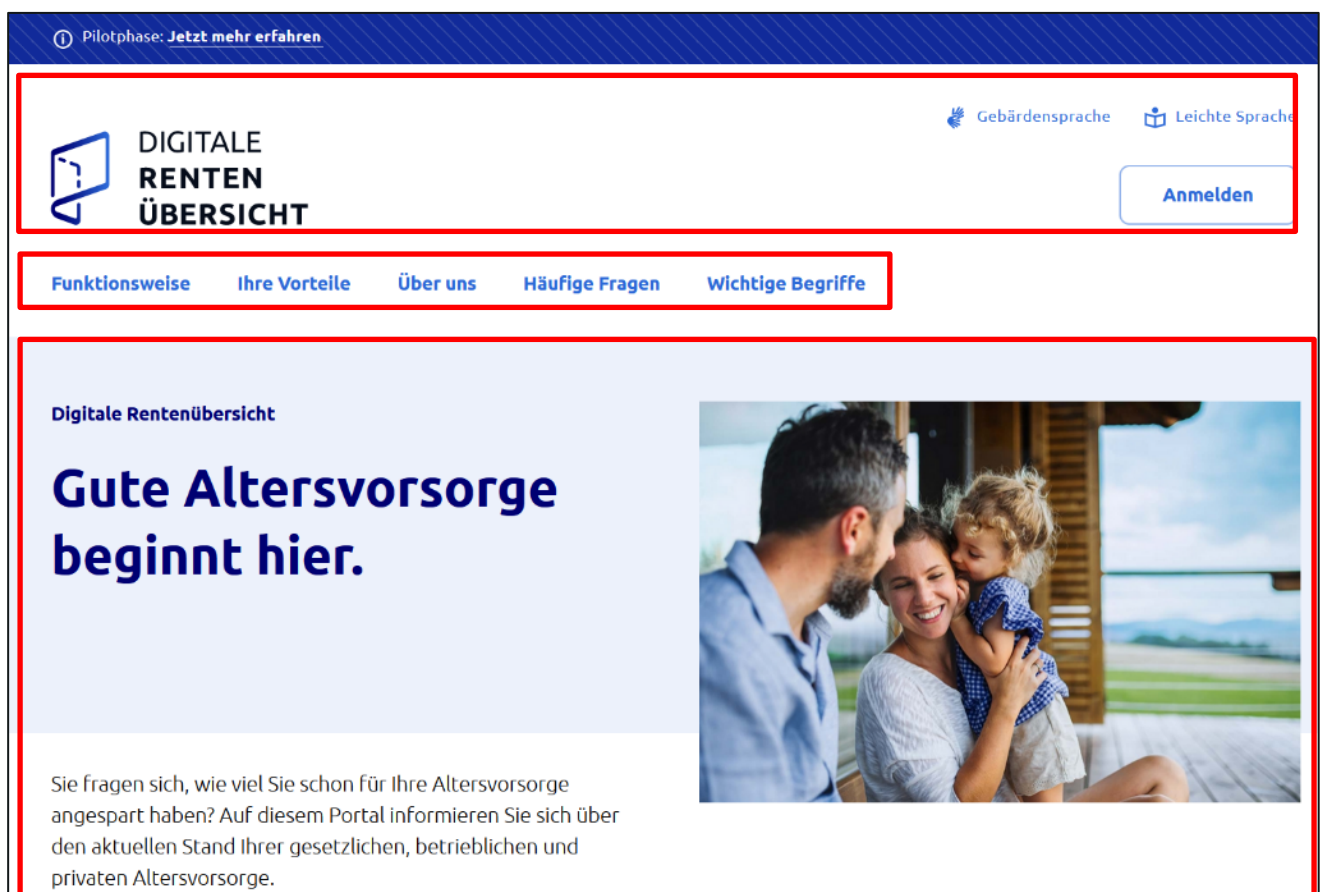 Pilotphase: Jetzt mehr erfahren
Gebärdensprache Leichte Sprache
DIGITALE
RENTEN
ÜBERSICHT
Anmelden
Funktionsweise Ihre Vorteile Über uns Häufige Fragen Wichtige Begriffe
Digitale Rentenübersicht
Gute Altersvorsorge
beginnt hier.
Sie fragen sich, wie viel Sie schon für Ihre Altersvorsorge
angespart haben? Auf diesem Portal informieren Sie sich über
den aktuellen Stand Ihrer gesetzlichen, betrieblichen und
privaten Altersvorsorge.